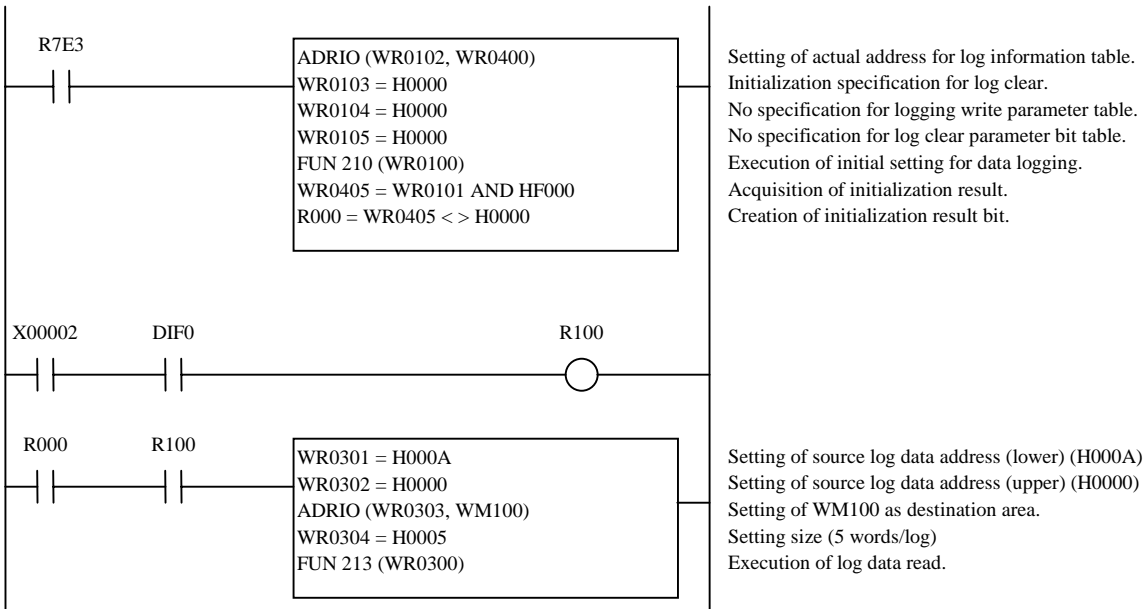 R7E3
ADRIO (WR0102, WR0400) Setting of actual address for log information table.
WR0103 = H0000 Initialization specification for log clear.
WR0104 = H0000 No specification for logging write parameter table.
WR0105 = H0000 No specification for log clear parameter bit table.
FUN 210 (WR0100) Execution of initial setting for data logging.
WR0405 = WR0101 AND HF000 Acquisition of initialization result.
R000 = WR0405 < > H0000 Creation of initialization result bit.
X00002 DIF0 R100
R000 R100
WR0301 = H000A Setting of source log data address (lower) (H000A)
WR0302 = H0000 Setting of source log data address (upper) (H0000)
ADRIO (WR0303, WM100) Setting of WM100 as destination area.
WR0304 = H0005 Setting size (5 words/log)
FUN 213 (WR0300) Execution of log data read.